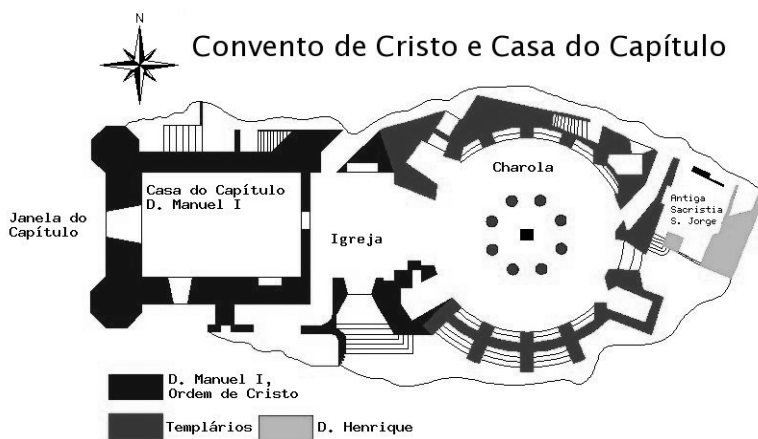 N
Convento de Cristo e Casa do Capítulo
Charola
Casa do Capítulo
D. Manuel I
Antiga
Sacristia
S. Jorge
Janela do
Capítulo
Igreja
D. Manuel I,
Ordem de Cristo
Templários
D. Henrique